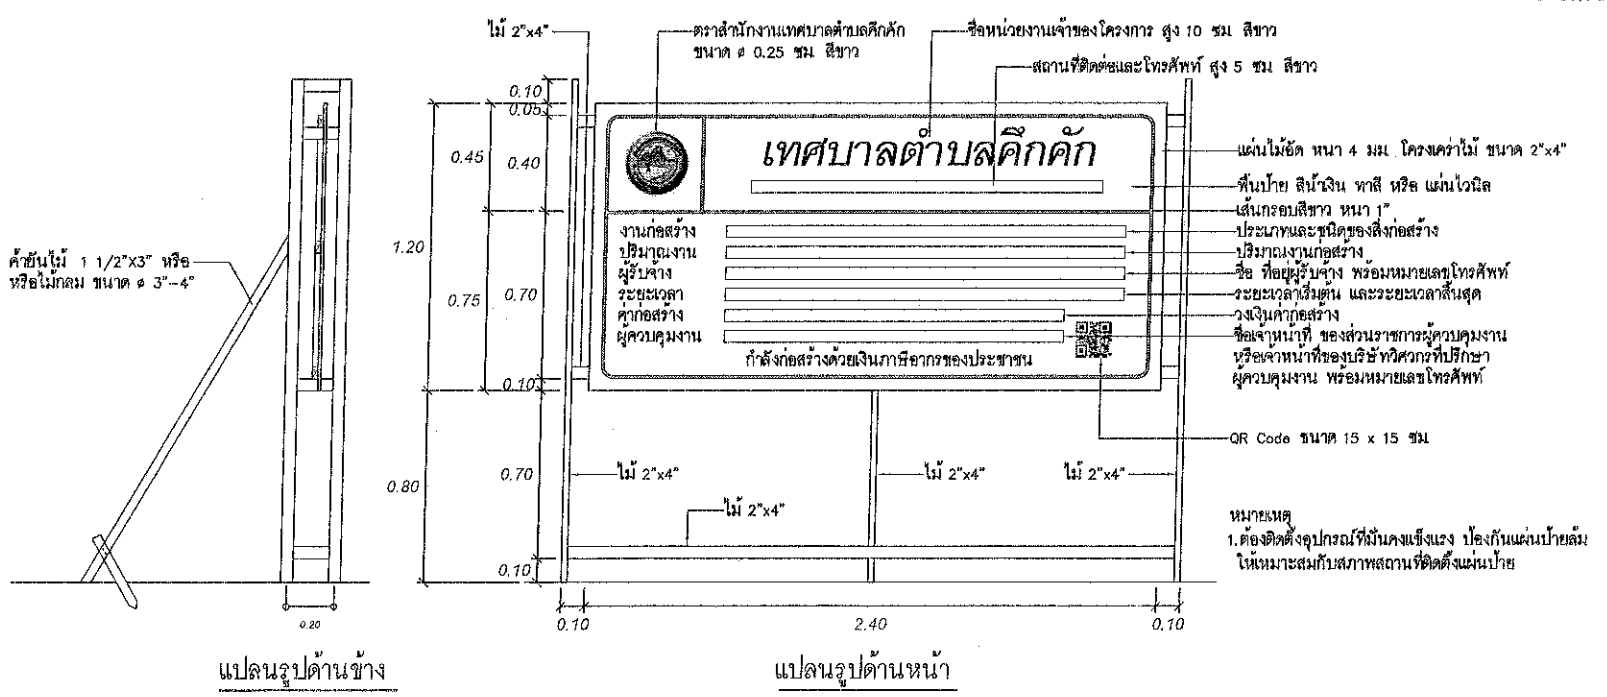 ไม้ 2"x4"
ตราสำนักงานเทศบาลตำบลคึกคัก
ขนาด ø 0.25 ซม. สีขาว
ชื่อหน่วยงานเจ้าของโครงการ สูง 10 ซม. สีขาว
สถานที่ติดต่อและโทรศัพท์ สูง 5 ซม. สีขาว
0.10
0.05
0.45
0.40
1.20
0.75
0.70
0.10
0.80
0.70
0.10
เทศบาลตำบลคึกคัก
งานก่อสร้าง
ปริมาณงาน
ผู้รับจ้าง
ระยะเวลา
ค่าก่อสร้าง
ผู้ควบคุมงาน
กำลังก่อสร้างด้วยเงินภาษีอากรของประชาชน
แผ่นไม้อัด หนา 4 มม. โครงเคร่าไม้ ขนาด 2"x4"
พื้นป้าย สีน้ำเงิน ทาสี หรือ แผ่นไวนิล
เส้นกรอบสีขาว หนา 1"
ประเภทและชนิดของสิ่งก่อสร้าง
ปริมาณงานก่อสร้าง
ชื่อ ที่อยู่ผู้รับจ้าง พร้อมหมายเลขโทรศัพท์
ระยะเวลาเริ่มต้น และระยะเวลาสิ้นสุด
วงเงินค่าก่อสร้าง
ชื่อเจ้าหน้าที่ ของส่วนราชการผู้ควบคุมงาน
หรือเจ้าหน้าที่ของบริษัทวิศวกรที่ปรึกษา
ผู้ควบคุมงาน พร้อมหมายเลขโทรศัพท์
QR Code ขนาด 15 x 15 ซม.
ค้ำยันไม้ 1 1/2"X3" หรือ
หรือไม้กลม ขนาด ø 3"-4"
ไม้ 2"x4"
ไม้ 2"x4"
ไม้ 2"x4"
ไม้ 2"x4"
หมายเหตุ
1. ต้องติดตั้งอุปกรณ์ที่มั่นคงแข็งแรง ป้องกันแผ่นป้ายล้ม
ให้เหมาะสมกับสภาพสถานที่ติดตั้งแผ่นป้าย
0.20
0.10
2.40
0.10
แปลนรูปด้านข้าง
แปลนรูปด้านหน้า